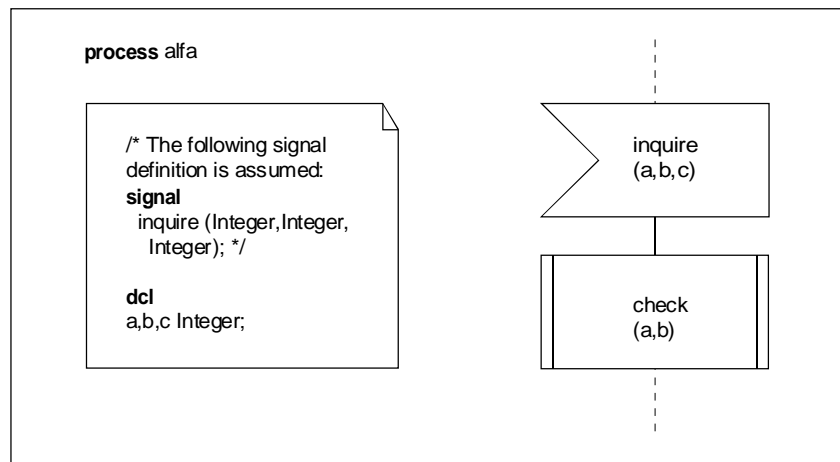 process alfa
/* The following signal
definition is assumed:
signal
inquire (Integer,Integer,
Integer); */
dcl
a,b,c Integer;
inquire
(a,b,c)
check
(a,b)